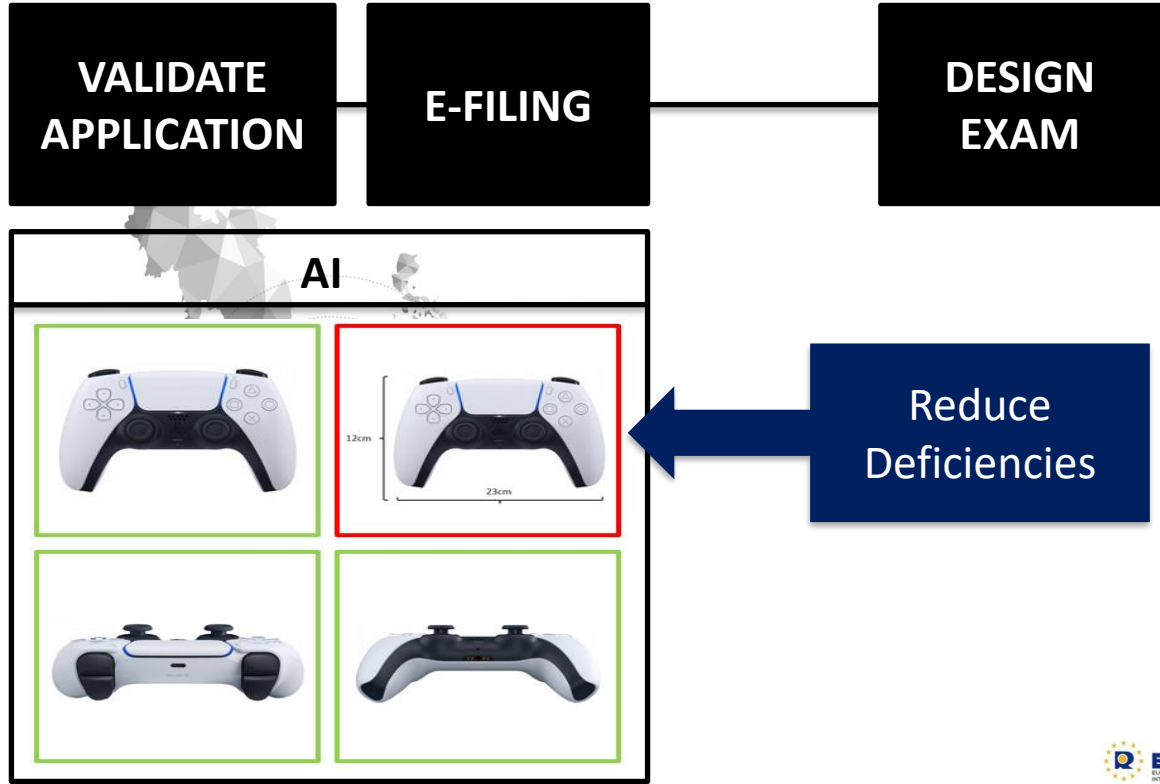 VALIDATE
APPLICATION
E-FILING
DESIGN
EXAM
AI
12cm
23cm
Reduce
Deficiencies